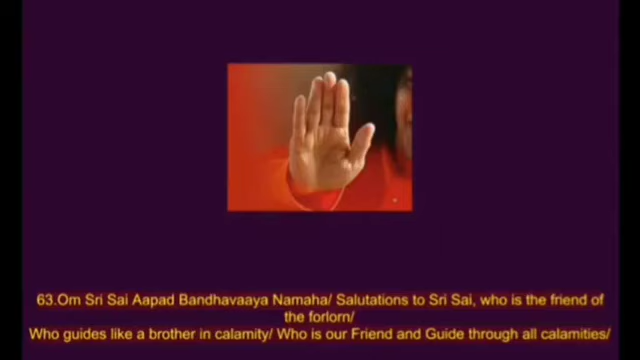 63.Om Sri Sai Aapad Bandhavaaya Namaha/ Salutations to Sri Sai, who is the friend of
the forlorn/
Who guides like a brother in calamity/ Who is our Friend and Guide through all calamities/